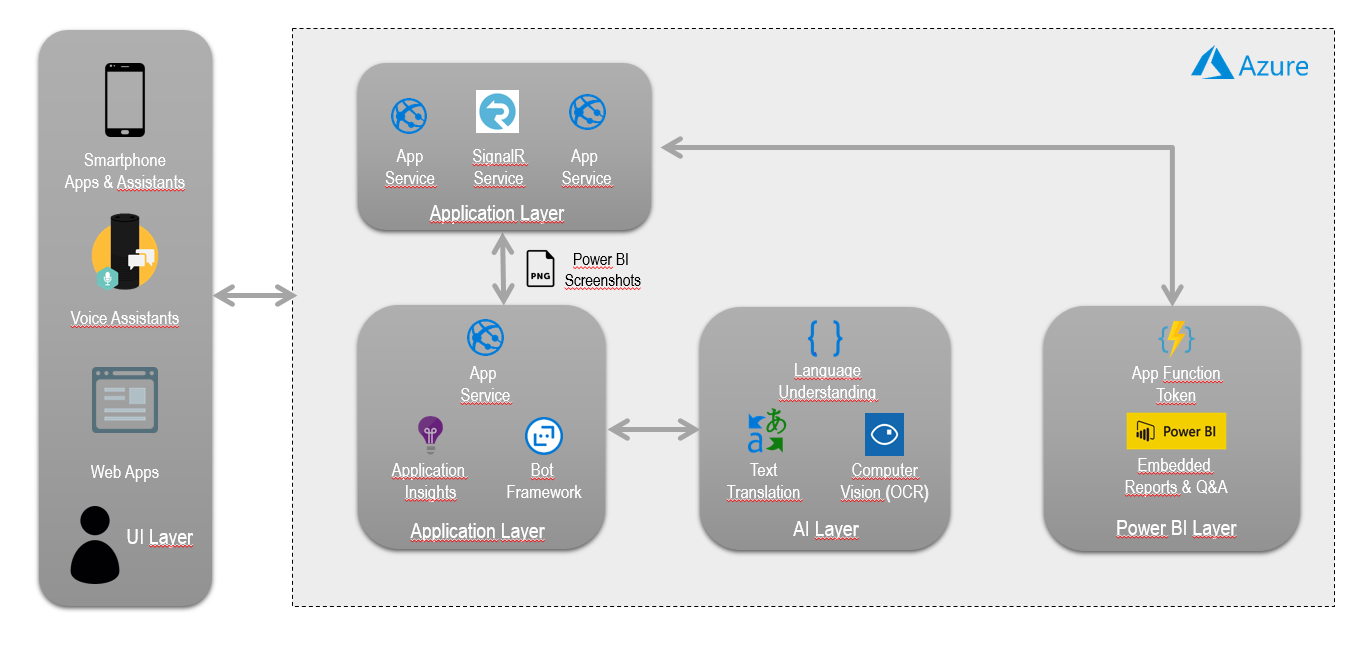 Smartphone
Apps & Assistants
Voice Assistants
Web Apps
UI Layer
Azure
App
Service
SignalR
Service
App
Service
Application Layer
PNG
Power BI
Screenshots
App
Service
Application
Insights
Bot
Framework
Application Layer
Language
Understanding
あ
a
Text
Translation
Computer
Vision (OCR)
AI Layer
App Function
Token
Power BI
Embedded
Reports & Q&A
Power BI Layer